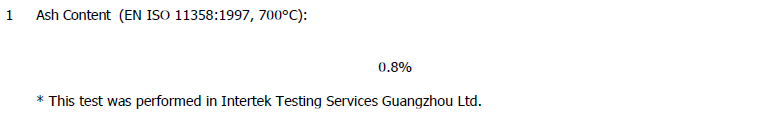 1 Ash Content (EN ISO 11358:1997, 700°C):
0.8%
* This test was performed in Intertek Testing Services Guangzhou Ltd.